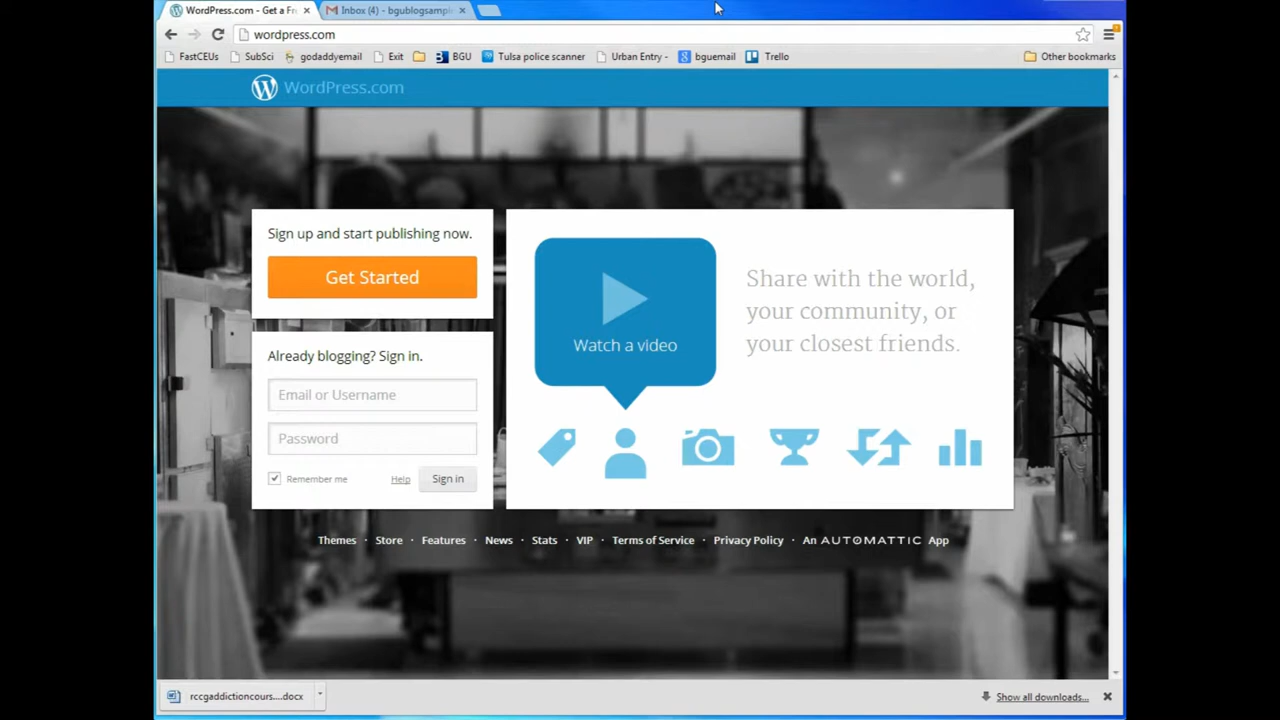 WordPress.com - Get a Fr
Inbox (4) - bgublogsampl
wordpress.com
FastCEUs
SubSci
godaddyemail
Exit
BGU
Tulsa police scanner
Urban Entry -
bguemail
Trello
Other bookmarks
WordPress.com
Sign up and start publishing now.
Get Started
Already blogging? Sign in.
Email or Username
Password
Remember me
Help
Sign in
Watch a video
Share with the world,
your community, or
your closest friends.
Themes · Store · Features · News · Stats · VIP · Terms of Service · Privacy Policy · An AUTOMATTIC App
rccgaddictioncours....docx
Show all downloads...